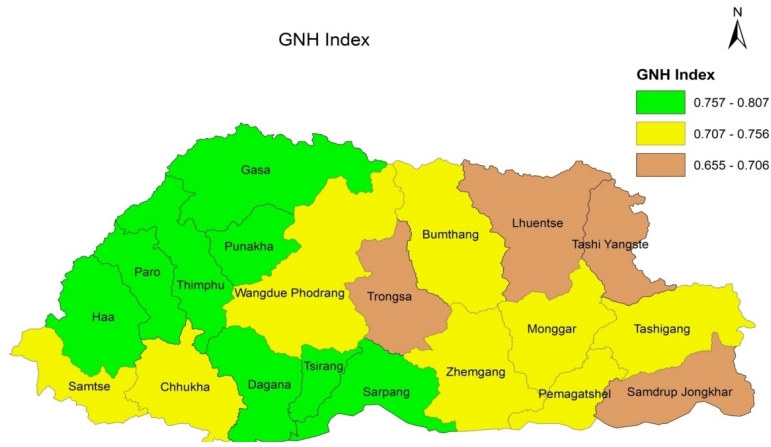 N
GNH Index
GNH Index
0.757 - 0.807
0.707 - 0.756
0.655 - 0.706
Gasa
Lhuentse
Bumthang
Tashi Yangste
Punakha
Paro
Thimphu
Wangdue Phodrang
Trongsa
Haa
Monggar
Tashigang
Tsirang
Zhemgang
Samtse
Chhukha
Dagana
Sarpang
Pemagatshel
Samdrup Jongkhar